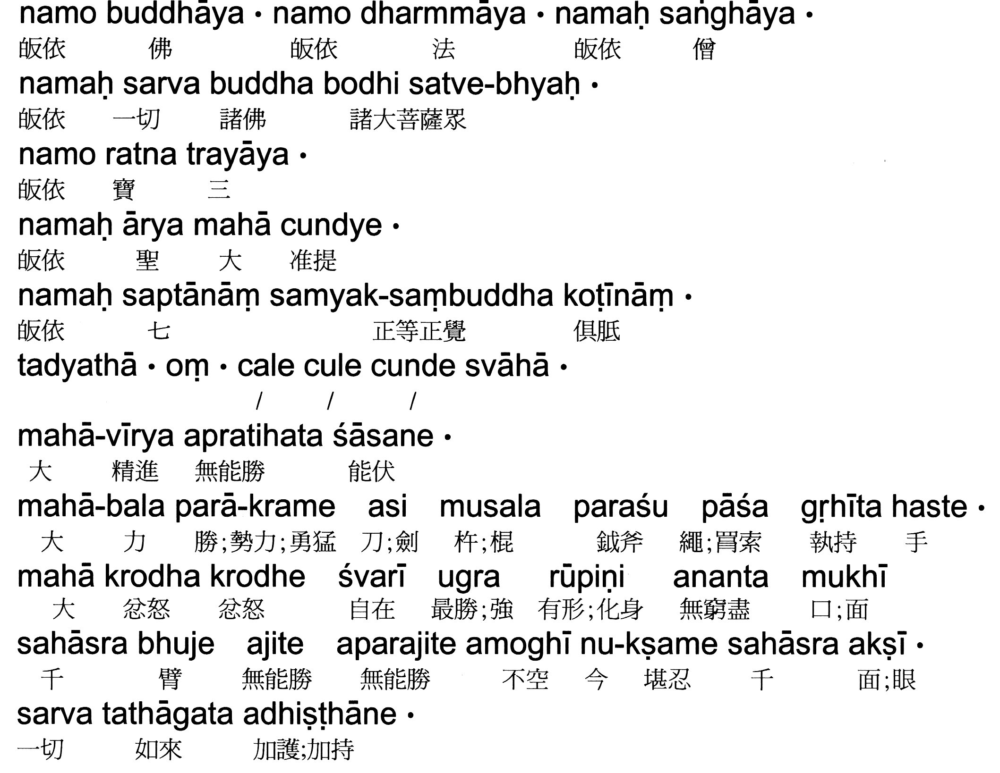 namo buddhāya • namo dharmmāya • namaḥ saṅghāya •
皈依 佛 皈依 法 皈依 僧
namaḥ sarva buddha bodhi satve-bhyaḥ •
皈依 一切 諸佛 諸大菩薩眾
namo ratna trayāya •
皈依 寶 三
namaḥ ārya mahā cundye •
皈依 聖 大 准提
namaḥ saptānāṃ samyak-saṃbuddha koṭīnāṃ •
皈依 七 正等正覺 俱胝
tadyathā • oṃ • cale cule cunde svāhā •
/ / /
mahā-vīrya apratihata śāsane •
大 精進 無能勝 能伏
mahā-bala parā-krame asi musala paraśu pāśa gṛhīta haste •
大 力 勝;勢力;勇猛 刀;劍 杵;棍 鉞斧 繩;罥索 執持 手
mahā krodha krodhe śvarī ugra rūpiṇi ananta mukhī
大 忿怒 忿怒 自在 最勝;強 有形;化身 無窮盡 口;面
sahāsra bhuje ajite aparajite amoghī nu-kṣame sahāsra akṣī •
千 臂 無能勝 無能勝 不空 今 堪忍 千 面;眼
sarva tathāgata adhiṣṭhāne •
一切 如來 加護;加持